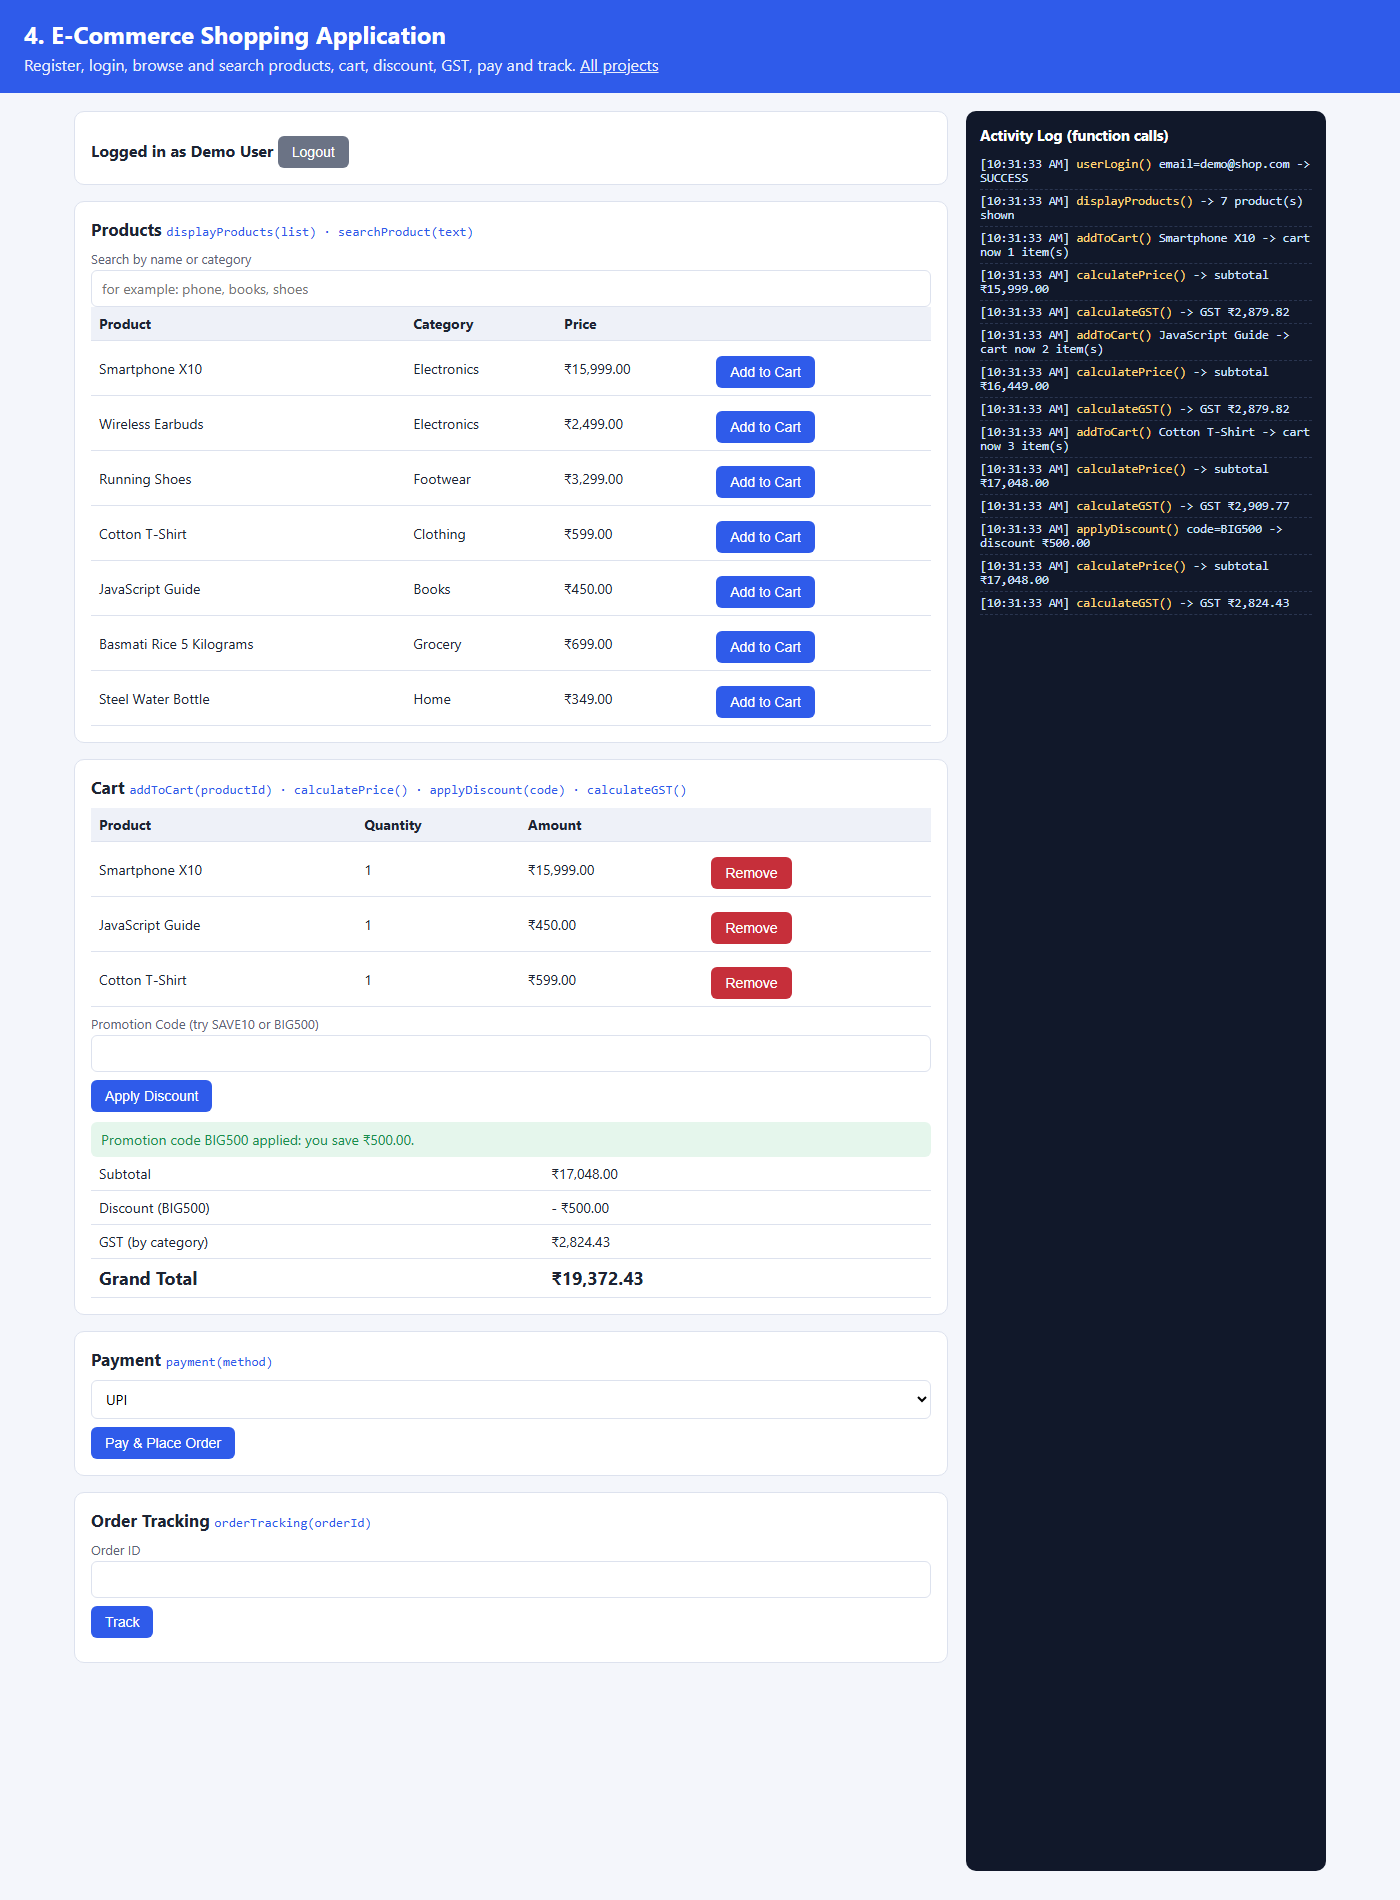 4. E-Commerce Shopping Application
Register, login, browse and search products, cart, discount, GST, pay and track. All projects
Logged in as Demo User Logout
Products displayProducts(list) · searchProduct(text)
Search by name or category
for example: phone, books, shoes
Product Category Price
Smartphone X10 Electronics ₹15,999.00 Add to Cart
Wireless Earbuds Electronics ₹2,499.00 Add to Cart
Running Shoes Footwear ₹3,299.00 Add to Cart
Cotton T-Shirt Clothing ₹599.00 Add to Cart
JavaScript Guide Books ₹450.00 Add to Cart
Basmati Rice 5 Kilograms Grocery ₹699.00 Add to Cart
Steel Water Bottle Home ₹349.00 Add to Cart
Cart addToCart(productId) · calculatePrice() · applyDiscount(code) · calculateGST()
Product Quantity Amount
Smartphone X10 1 ₹15,999.00 Remove
JavaScript Guide 1 ₹450.00 Remove
Cotton T-Shirt 1 ₹599.00 Remove
Promotion Code (try SAVE10 or BIG500)
Apply Discount
Promotion code BIG500 applied: you save ₹500.00.
Subtotal ₹17,048.00
Discount (BIG500) - ₹500.00
GST (by category) ₹2,824.43
Grand Total ₹19,372.43
Payment payment(method)
UPI
Pay & Place Order
Order Tracking orderTracking(orderId)
Order ID
Track
Activity Log (function calls)
[10:31:33 AM] userLogin() email=demo@shop.com ->
SUCCESS
[10:31:33 AM] displayProducts() -> 7 product(s)
shown
[10:31:33 AM] addToCart() Smartphone X10 -> cart
now 1 item(s)
[10:31:33 AM] calculatePrice() -> subtotal
₹15,999.00
[10:31:33 AM] calculateGST() -> GST ₹2,879.82
[10:31:33 AM] addToCart() JavaScript Guide ->
cart now 2 item(s)
[10:31:33 AM] calculatePrice() -> subtotal
₹16,449.00
[10:31:33 AM] calculateGST() -> GST ₹2,879.82
[10:31:33 AM] addToCart() Cotton T-Shirt -> cart
now 3 item(s)
[10:31:33 AM] calculatePrice() -> subtotal
₹17,048.00
[10:31:33 AM] calculateGST() -> GST ₹2,909.77
[10:31:33 AM] applyDiscount() code=BIG500 ->
discount ₹500.00
[10:31:33 AM] calculatePrice() -> subtotal
₹17,048.00
[10:31:33 AM] calculateGST() -> GST ₹2,824.43